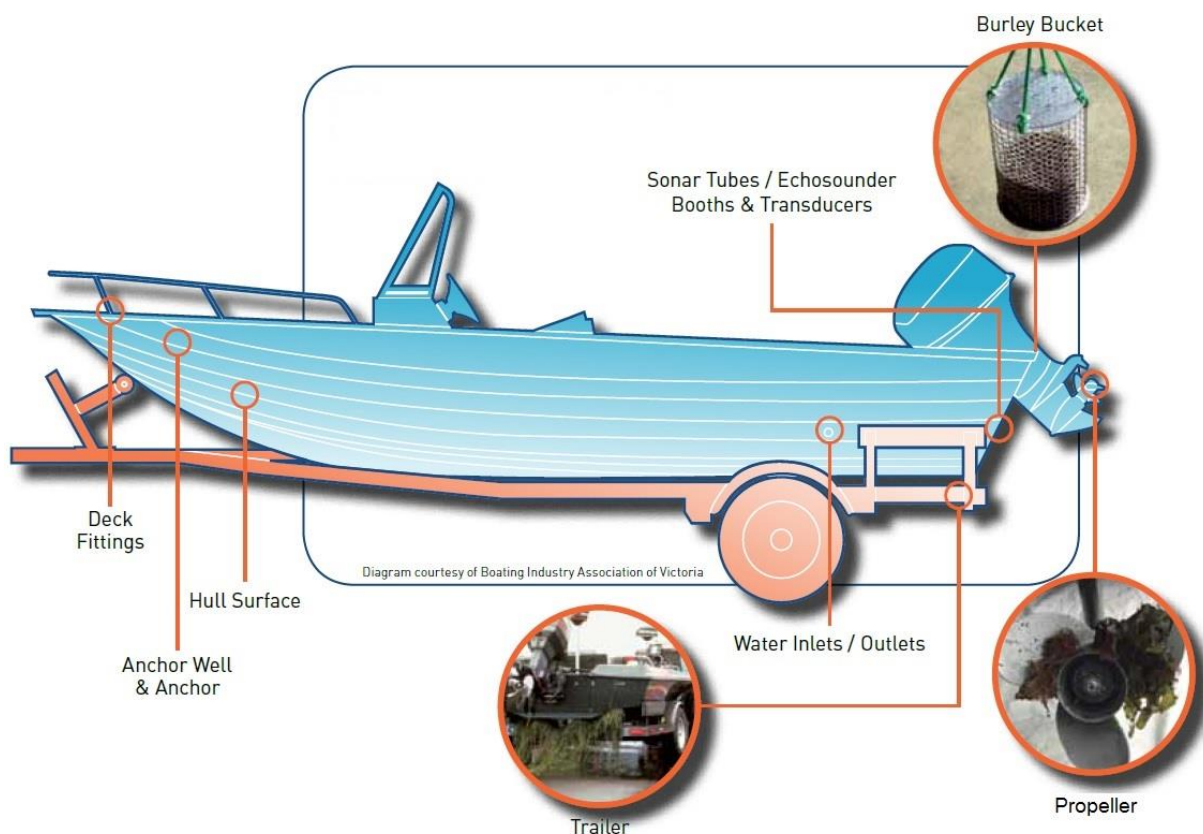 Burley Bucket
Sonar Tubes / Echosounder
Booths & Transducers
Deck
Fittings
Diagram courtesy of Boating Industry Association of Victoria
Hull Surface
Water Inlets / Outlets
Anchor Well
& Anchor
Propeller
Trailer